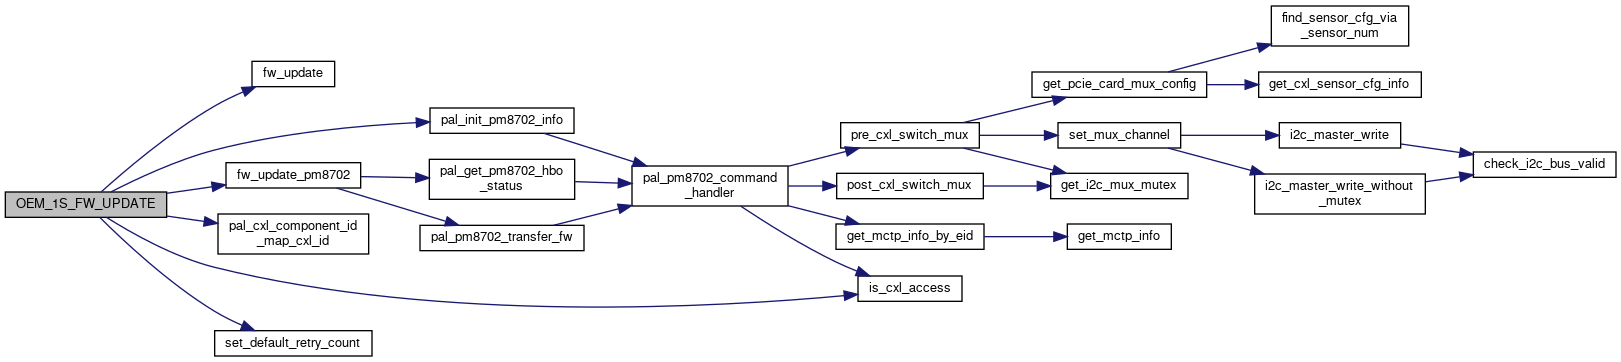 OEM_1S_FW_UPDATE
fw_update
pal_init_pm8702_info
fw_update_pm8702
pal_get_pm8702_hbo
_status
pal_cxl_component_id
_map_cxl_id
pal_pm8702_transfer_fw
set_default_retry_count
pal_pm8702_command
_handler
pre_cxl_switch_mux
post_cxl_switch_mux
get_mctp_info_by_eid
is_cxl_access
get_pcie_card_mux_config
set_mux_channel
get_i2c_mux_mutex
get_mctp_info
find_sensor_cfg_via
_sensor_num
get_cxl_sensor_cfg_info
i2c_master_write
i2c_master_write_without
_mutex
check_i2c_bus_valid